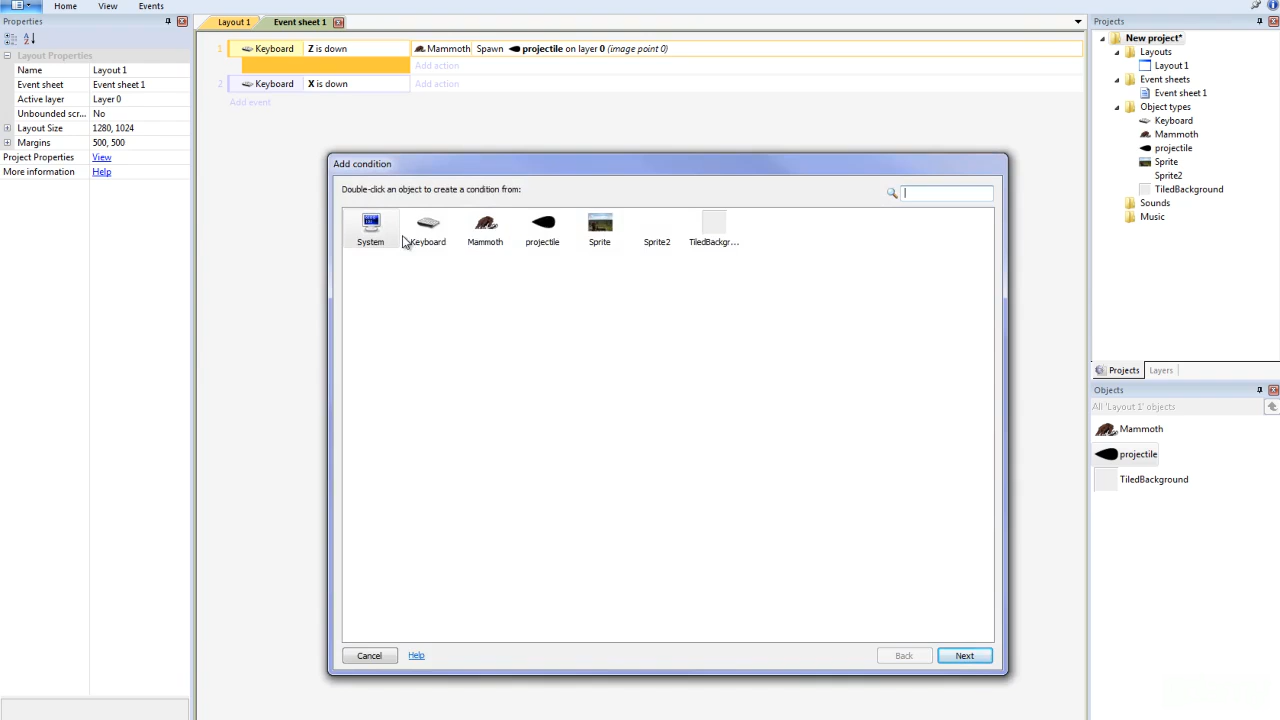 Home View Events
Properties
Layout 1 Event sheet 1
Projects
Layout Properties
Name Layout 1
Event sheet Event sheet 1
Active layer Layer 0
Unbounded scr... No
Layout Size 1280, 1024
Margins 500, 500
Project Properties View
More information Help
1 Keyboard Z is down Mammoth Spawn projectile on layer 0 (image point 0)
Add action
2 Keyboard X is down Add action
Add event
Add condition
Double-click an object to create a condition from:
System Keyboard Mammoth projectile Sprite Sprite2 TiledBackgr...
Cancel Help Back Next
New project*
Layouts
Layout 1
Event sheets
Event sheet 1
Object types
Keyboard
Mammoth
projectile
Sprite
Sprite2
TiledBackground
Sounds
Music
Projects Layers
Objects
All 'Layout 1' objects
Mammoth
projectile
TiledBackground